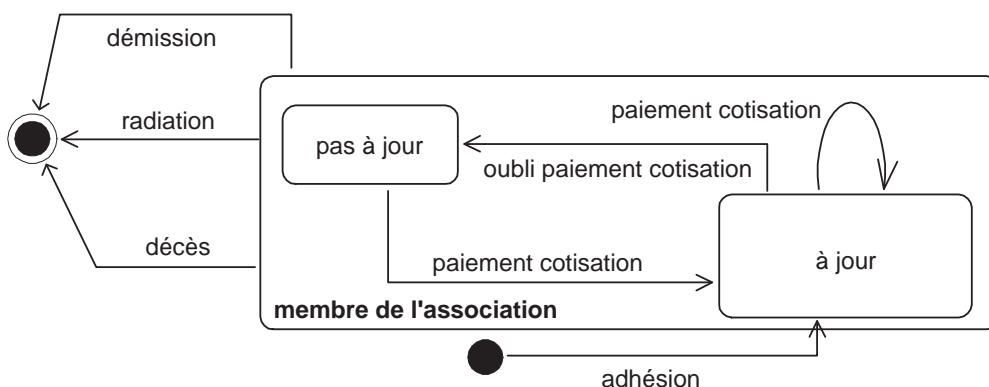 démission
paiement cotisation
radiation
pas à jour
oubli paiement cotisation
décès
paiement cotisation
à jour
membre de l'association
adhésion